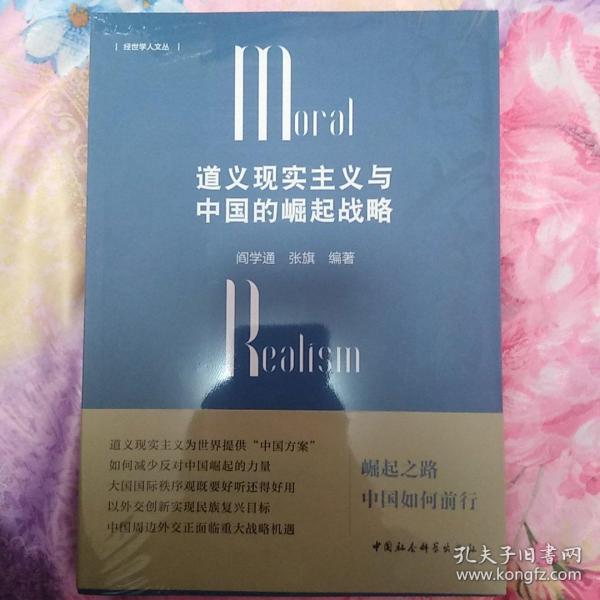 | 经世学人文丛 |
Moral
道义现实主义与
中国的崛起战略
阎学通 张旗 编著
Realism
道义现实主义为世界提供“中国方案”
如何减少反对中国崛起的力量
大国国际秩序观既要好听还得好用
以外交创新实现民族复兴目标
中国周边外交正面临重大战略机遇
崛起之路
中国如何前行
中国社会科学出版社
孔夫子旧书网
www.kongfz.com